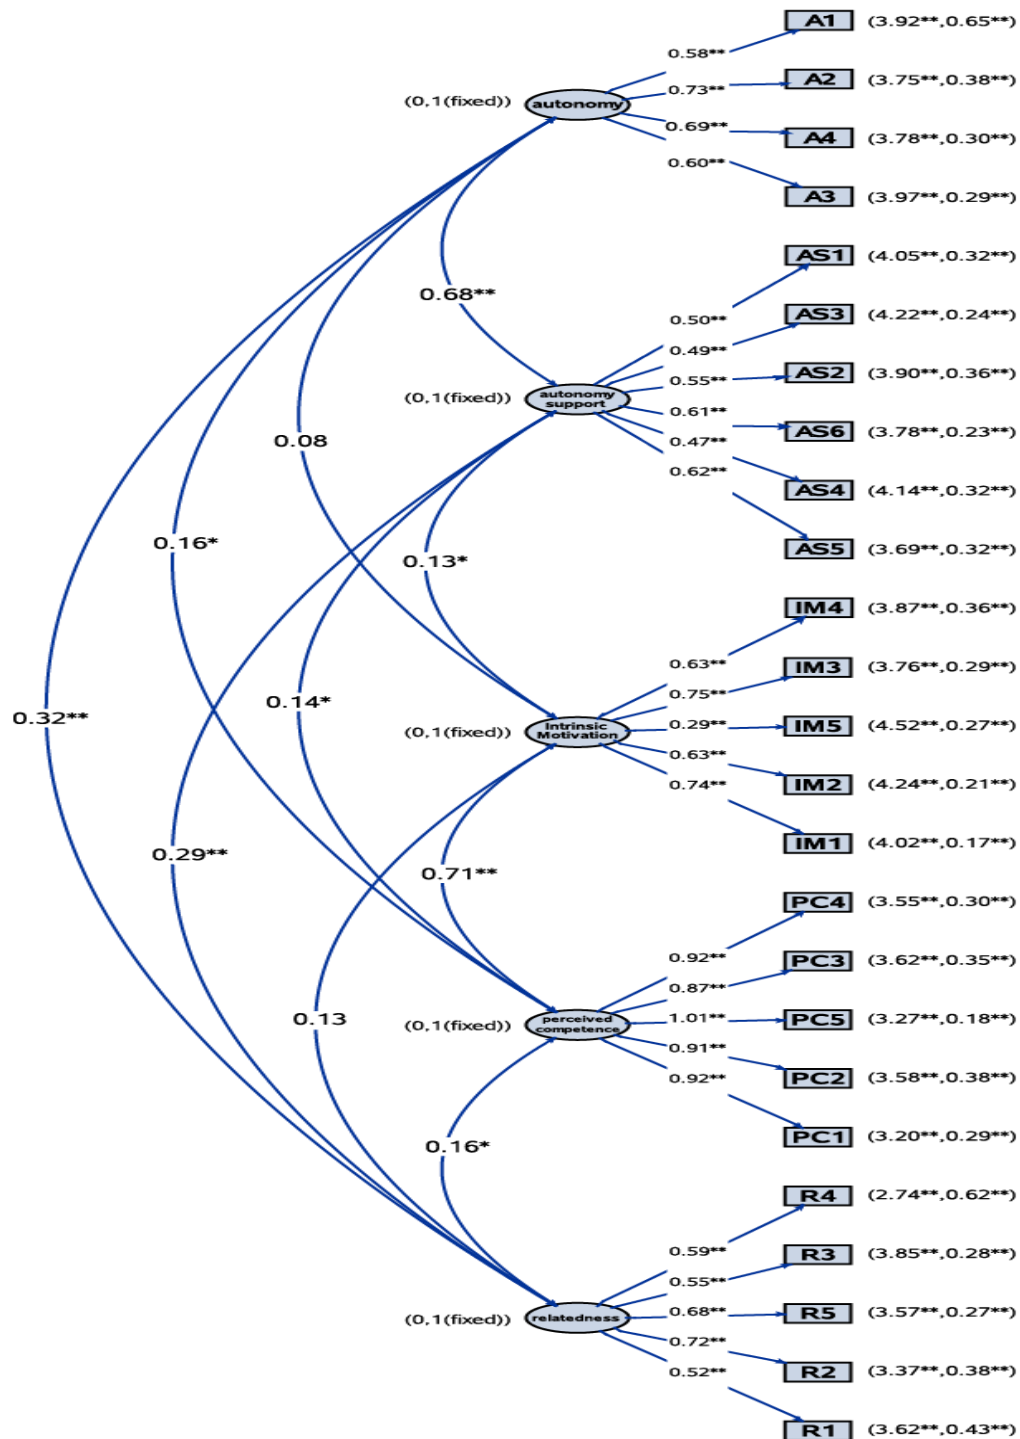 A1 (3.92**,0.65**)
0.58**
A2 (3.75**,0.38**)
0.73**
(0,1(fixed)) autonomy
0.69**
A4 (3.78**,0.30**)
0.60**
A3 (3.97**,0.29**)
AS1 (4.05**,0.32**)
0.68**
0.50**
AS3 (4.22**,0.24**)
0.49**
AS2 (3.90**,0.36**)
0.55**
(0,1(fixed)) autonomy
support
0.61**
AS6 (3.78**,0.23**)
0.08
0.47**
0.62**
AS4 (4.14**,0.32**)
0.16*
AS5 (3.69**,0.32**)
0.13*
IM4 (3.87**,0.36**)
0.63**
IM3 (3.76**,0.29**)
0.75**
0.14*
0.32**
0.29**
IM5 (4.52**,0.27**)
(0,1(fixed)) Intrinsic
Motivation
0.63**
IM2 (4.24**,0.21**)
0.74**
IM1 (4.02**,0.17**)
0.29**
0.71**
PC4 (3.55**,0.30**)
0.92**
PC3 (3.62**,0.35**)
0.87**
0.13
1.01**
PC5 (3.27**,0.18**)
(0,1(fixed)) perceived
competence
0.91**
PC2 (3.58**,0.38**)
0.92**
PC1 (3.20**,0.29**)
0.16*
R4 (2.74**,0.62**)
0.59**
R3 (3.85**,0.28**)
0.55**
0.68**
R5 (3.57**,0.27**)
(0,1(fixed)) relatedness
0.72**
R2 (3.37**,0.38**)
0.52**
R1 (3.62**,0.43**)